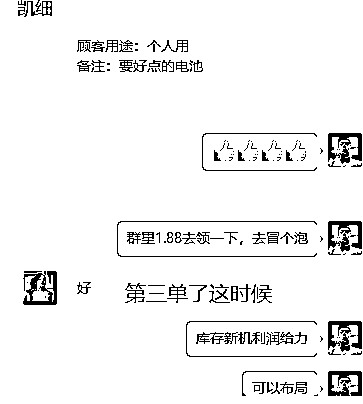 凯细
顾客用途：个人用
备注：要好点的电池
群里1.88去领一下，去冒个泡
好
第三单了这时候
库存新机利润给力
可以布局